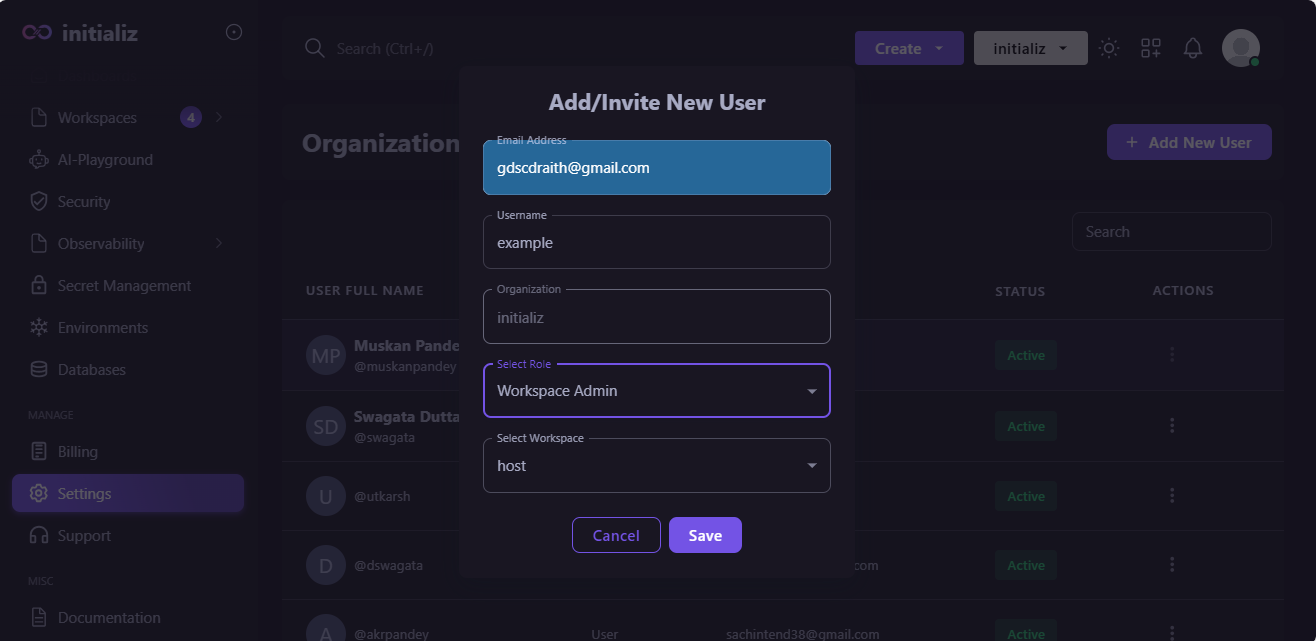 initializ
Search (Ctrl+/)
Create
initializ
Workspaces
4
AI-Playground
Security
Observability
Secret Management
Environments
Databases
MANAGE
Billing
Settings
Support
MISC
Documentation
Organization
Add New User
Search
USER FULL NAME
STATUS
ACTIONS
MP
Muskan Pande
@muskanpandey
Active
SD
Swagata Dutta
@swagata
Active
U
@utkarsh
Active
D
@dswagata
com
Active
A
@akrpandey
User
sachintend38@gmail.com
Active
Add/Invite New User
Email Address
gdscdraith@gmail.com
Username
example
Organization
initializ
Select Role
Workspace Admin
Select Workspace
host
Cancel
Save